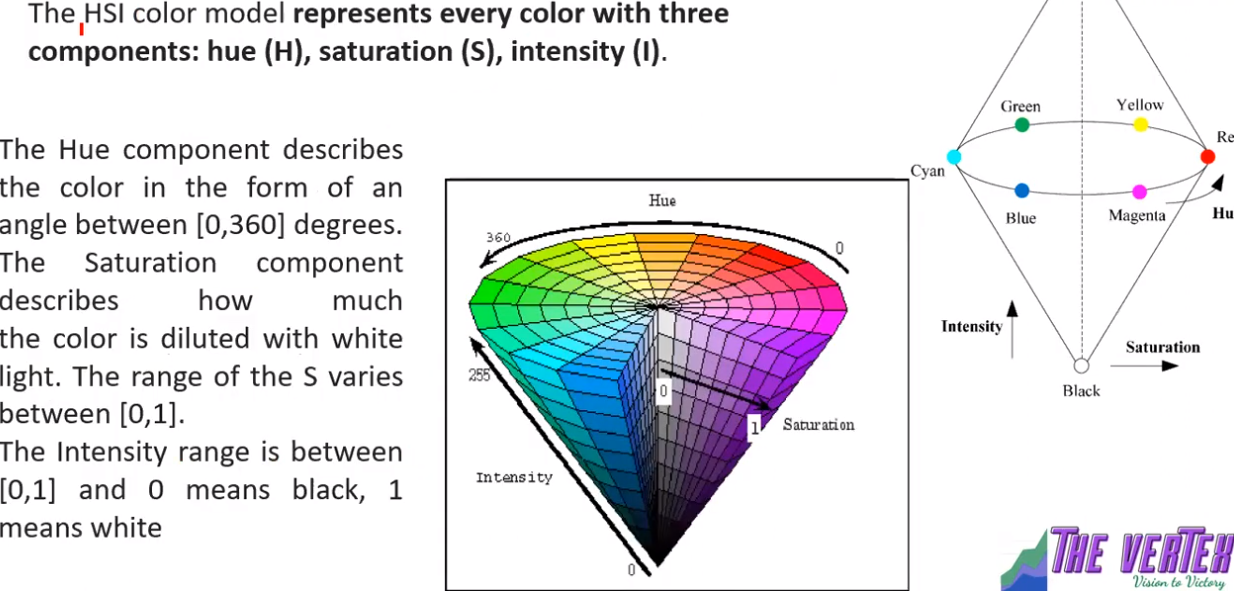 The HSI color model represents every color with three
components: hue (H), saturation (S), intensity (I).
The Hue component describes
the color in the form of an
angle between [0,360] degrees.
The Saturation component
describes how much
the color is diluted with white
light. The range of the S varies
between [0,1].
The Intensity range is between
[0,1] and 0 means black, 1
means white
Hue
360
0
255
0
1
Saturation
Intensity
0
Green
Yellow
Re
Cyan
Blue
Magenta
Hu
Intensity
Saturation
Black
THE VERTEX
Vision to Victory